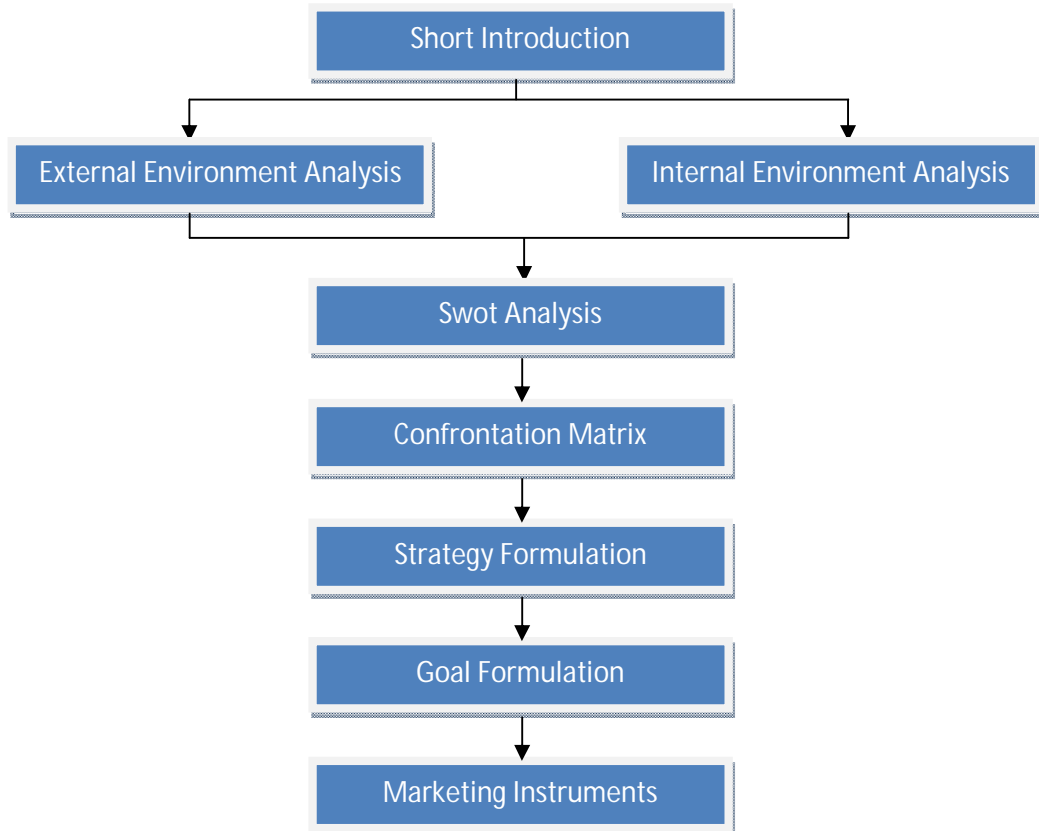 Short Introduction
External Environment Analysis
Internal Environment Analysis
Swot Analysis
Confrontation Matrix
Strategy Formulation
Goal Formulation
Marketing Instruments